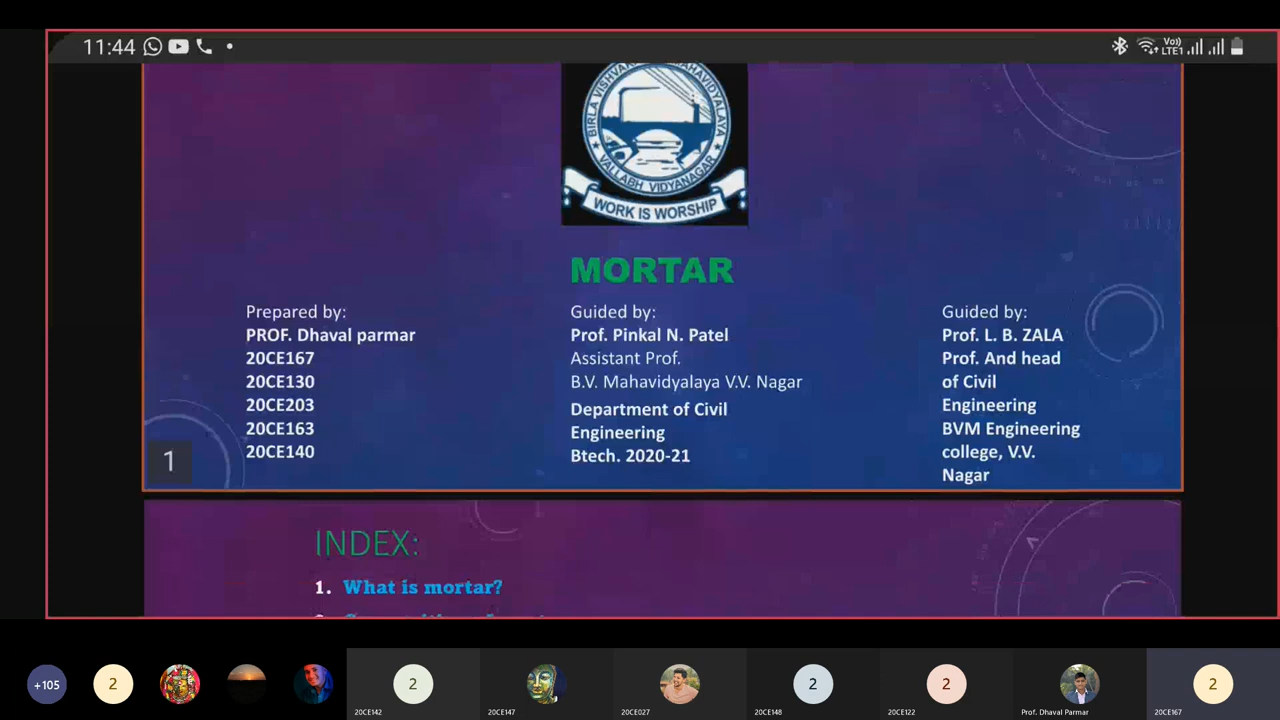 11:44
Vo)) LTE1
BIRLA VISHVAKARMA MAHAVIDYALAYA
VALLABH VIDYANAGAR
WORK IS WORSHIP
MORTAR
Prepared by:
PROF. Dhaval parmar
20CE167
20CE130
20CE203
20CE163
20CE140
Guided by:
Prof. Pinkal N. Patel
Assistant Prof.
B.V. Mahavidyalaya V.V. Nagar
Department of Civil
Engineering
Btech. 2020-21
Guided by:
Prof. L. B. ZALA
Prof. And head
of Civil
Engineering
BVM Engineering
college, V.V.
Nagar
1
INDEX:
1. What is mortar?
+105
2
2
2
2
2
20CE142
20CE147
20CE027
20CE148
20CE122
Prof. Dhaval Parmar
20CE167